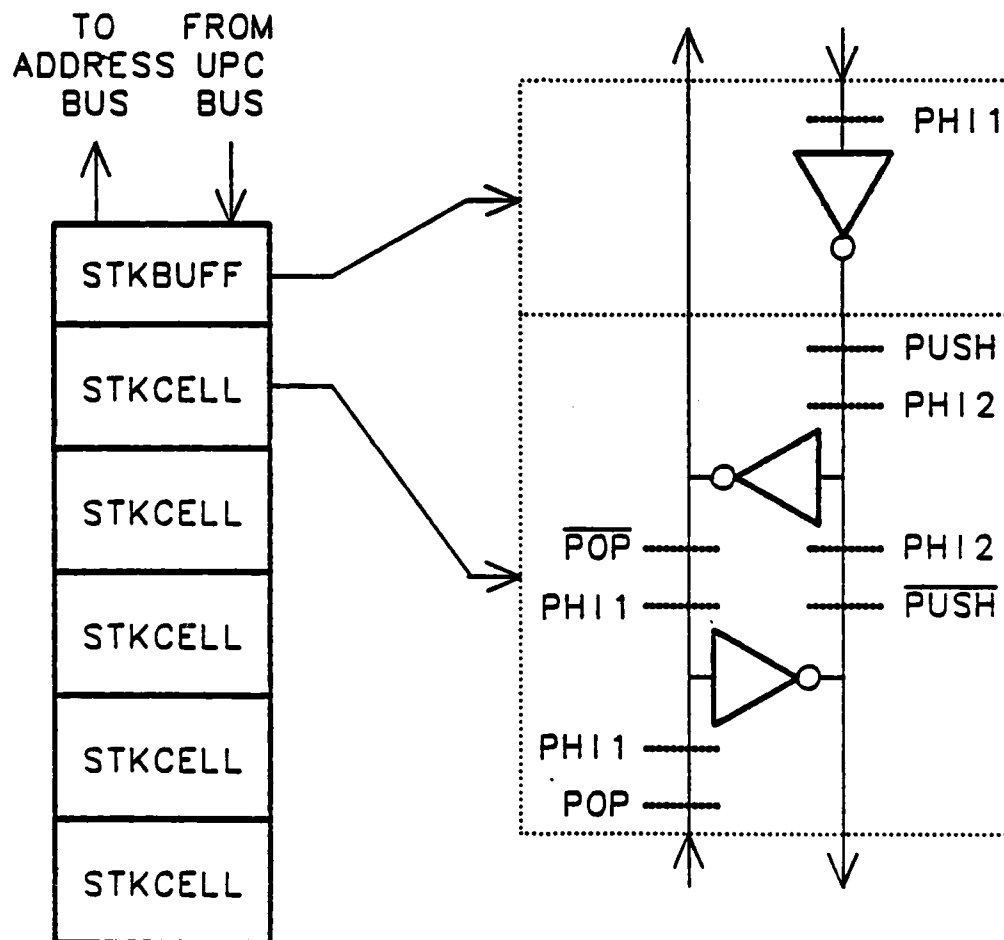 TO
ADDRESS
BUS
FROM
UPC
BUS
STKBUFF
STKCELL
STKCELL
STKCELL
STKCELL
STKCELL
PHI1
PUSH
PHI2
POP
PHI2
PHI1
PUSH
PHI1
POP